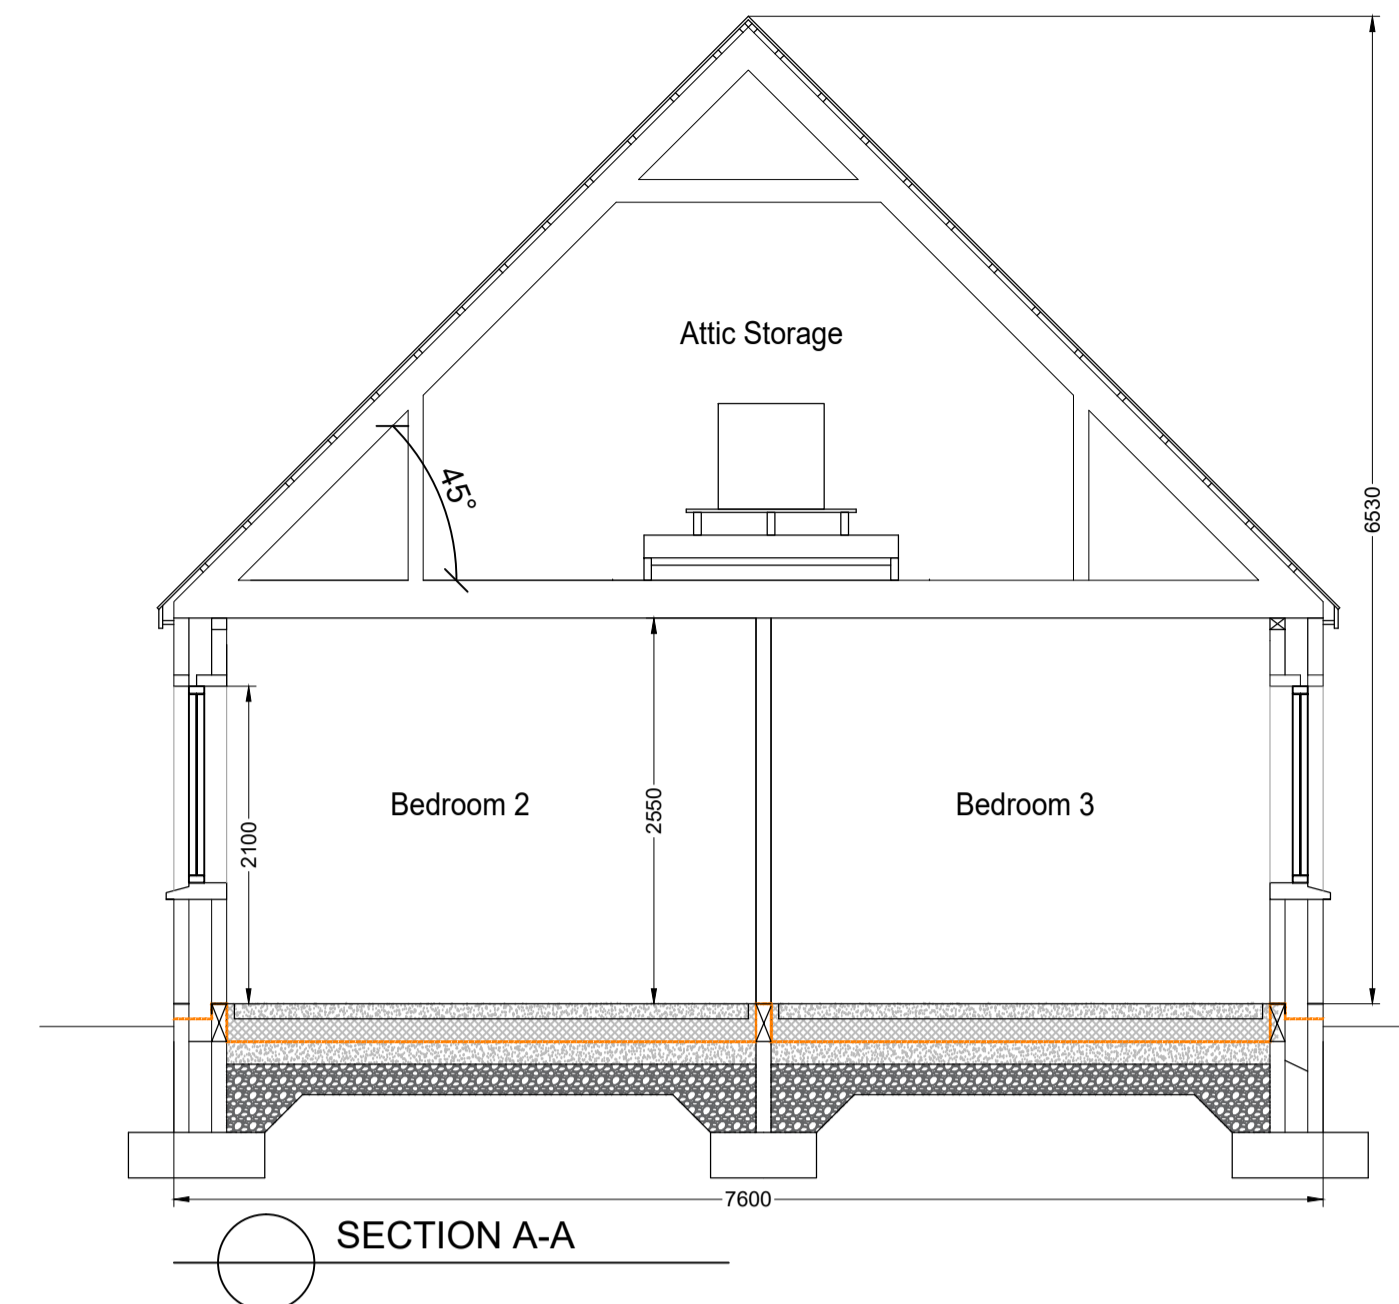 Attic Storage
45°
6530
Bedroom 2
2550
Bedroom 3
2100
7600
SECTION A-A